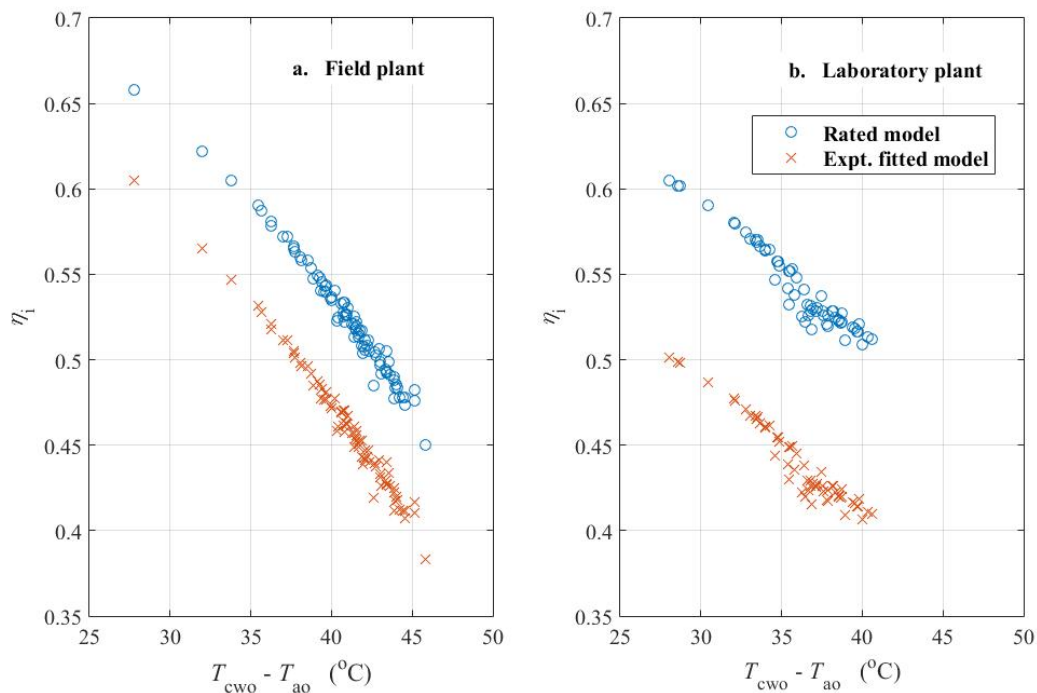 a. Field plant
0.7
0.65
0.6
0.55
0.5
0.45
0.4
0.35
ηi
25 30 35 40 45 50
Tcwo - Tao (oC)
b. Laboratory plant
Rated model
Expt. fitted model
0.7
0.65
0.6
0.55
0.5
0.45
0.4
0.35
ηi
25 30 35 40 45 50
Tcwo - Tao (oC)